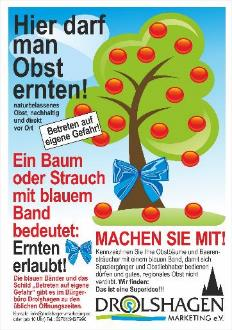 Hier darf
man
Obst
ernten!
naturbelassenes
Obst, nachhaltig
und direkt
vor Ort
Betreten auf
eigene Gefahr!
Ein Baum
oder Strauch
mit blauem
Band
bedeutet:
Ernten
erlaubt!
Die blauen Bänder und das
Schild „Betreten auf eigene
Gefahr" gibt es im Bürger-
büro Drolshagen zu den
üblichen Öffnungszeiten.
MACHEN SIE MIT!
Kennzeichnen Sie Ihre Obstbäume und Beeren-
sträucher mit einem blauen Band, damit sich
Spaziergänger und Obstliebhaber bedienen
dürfen und gutes, regionales Obst nicht
verdirbt. Wir finden:
Das ist eine Superidee!!!
DROLSHAGEN
MARKETING e.V.